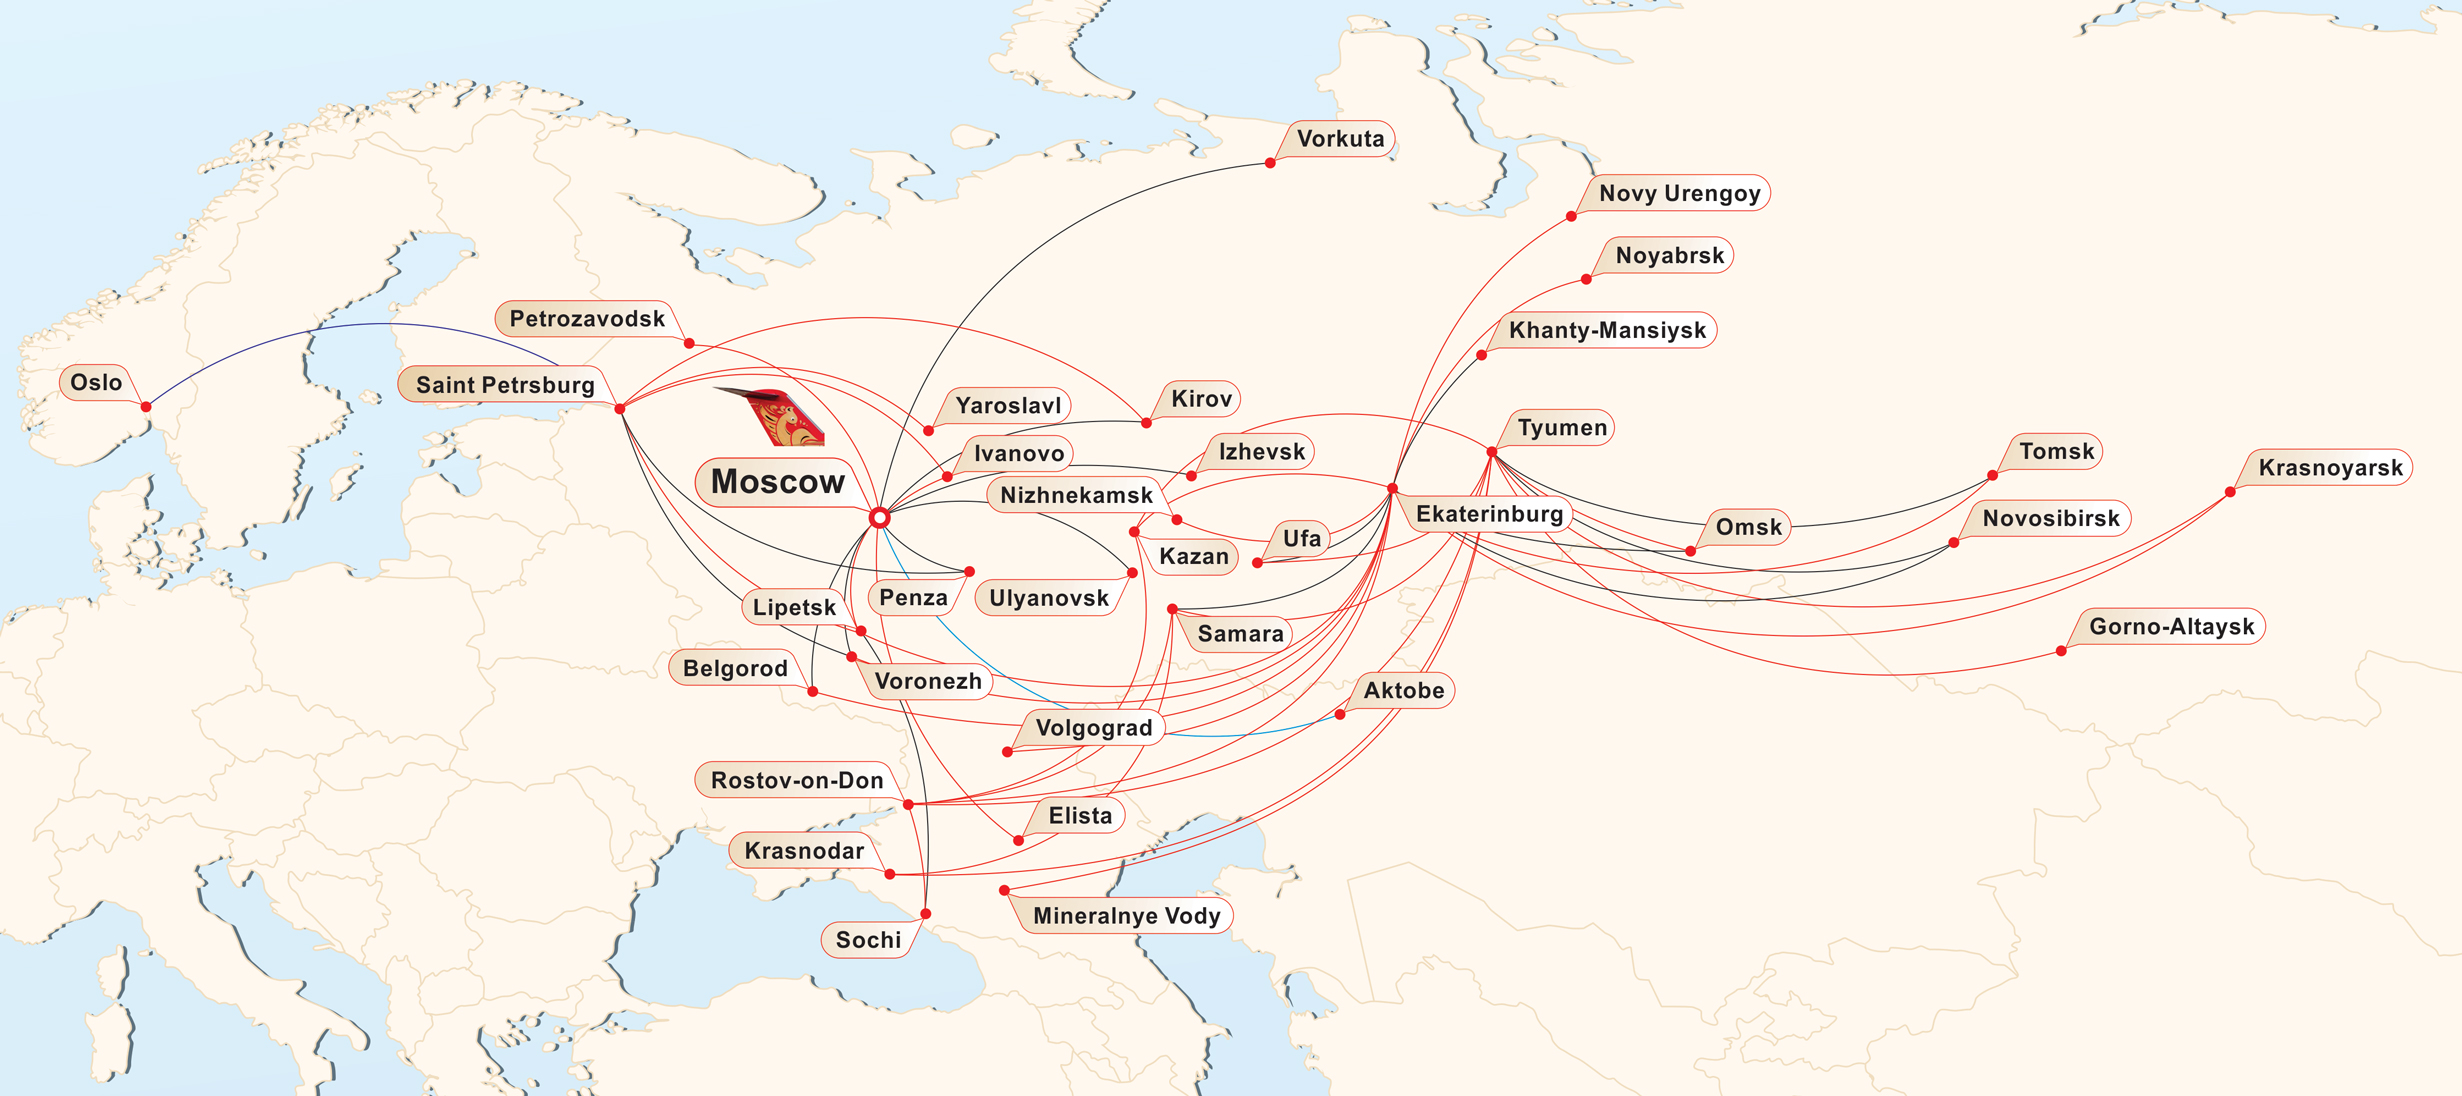 Vorkuta
Novy Urengoy
Noyabrsk
Petrozavodsk
Khanty-Mansiysk
Oslo
Saint Petrsburg
Yaroslavl
Kirov
Tyumen
Ivanovo
Izhevsk
Tomsk
Krasnoyarsk
Moscow
Nizhnekamsk
Ekaterinburg
Omsk
Novosibirsk
Ufa
Kazan
Lipetsk
Penza
Ulyanovsk
Samara
Gorno-Altaysk
Belgorod
Voronezh
Aktobe
Volgograd
Rostov-on-Don
Elista
Krasnodar
Mineralnye Vody
Sochi